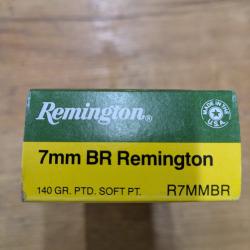 Remington®
MADE IN THE U.S.A.
7mm BR Remington
140 GR. PTD. SOFT PT. R7MMBR